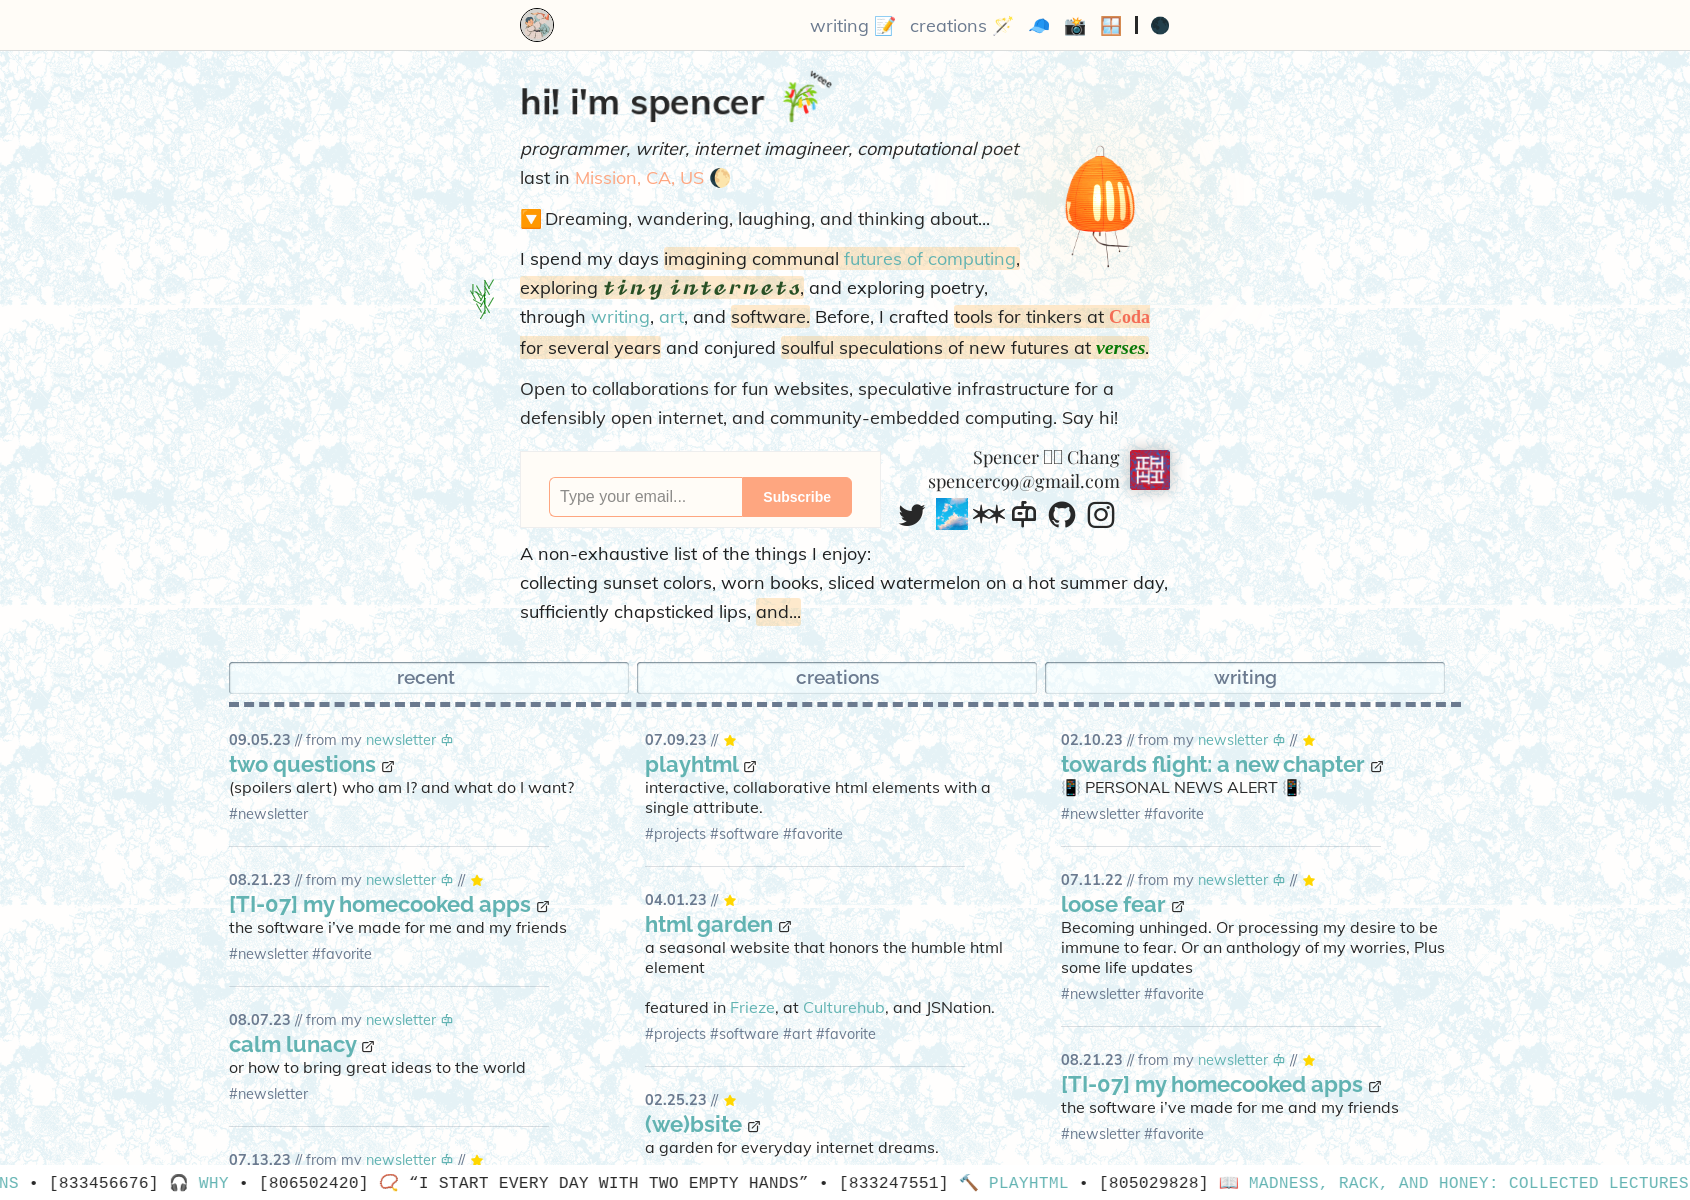 writing 📝 creations 🪄
weee
hi! i'm spencer
programmer, writer, internet imagineer, computational poet
last in Mission, CA, US
Dreaming, wandering, laughing, and thinking about...
I spend my days imagining communal futures of computing,
exploring tiny internets, and exploring poetry,
through writing, art, and software. Before, I crafted tools for tinkers at Coda
for several years and conjured soulful speculations of new futures at verses.
Open to collaborations for fun websites, speculative infrastructure for a
defensibly open internet, and community-embedded computing. Say hi!
Type your email...
Subscribe
Spencer Chang
spencerc99@gmail.com
A non-exhaustive list of the things I enjoy:
collecting sunset colors, worn books, sliced watermelon on a hot summer day,
sufficiently chapsticked lips, and...
recent
09.05.23 // from my newsletter
two questions
(spoilers alert) who am I? and what do I want?
#newsletter
08.21.23 // from my newsletter //
[TI-07] my homecooked apps
the software i've made for me and my friends
#newsletter #favorite
08.07.23 // from my newsletter
calm lunacy
or how to bring great ideas to the world
#newsletter
07.13.23 // from my newsletter //
creations
07.09.23 //
playhtml
interactive, collaborative html elements with a
single attribute.
#projects #software #favorite
04.01.23 //
html garden
a seasonal website that honors the humble html
element
featured in Frieze, at Culturehub, and JSNation.
#projects #software #art #favorite
02.25.23 //
(we)bsite
a garden for everyday internet dreams.
writing
02.10.23 // from my newsletter //
towards flight: a new chapter
📳 PERSONAL NEWS ALERT 📳
#newsletter #favorite
07.11.22 // from my newsletter //
loose fear
Becoming unhinged. Or processing my desire to be
immune to fear. Or an anthology of my worries, Plus
some life updates
#newsletter #favorite
08.21.23 // from my newsletter //
[TI-07] my homecooked apps
the software i've made for me and my friends
#newsletter #favorite
NS • [833456676] 🎧 WHY • [806502420] 📿 “I START EVERY DAY WITH TWO EMPTY HANDS” • [833247551] 🔨 PLAYHTML • [805029828] 📖 MADNESS, RACK, AND HONEY: COLLECTED LECTURES